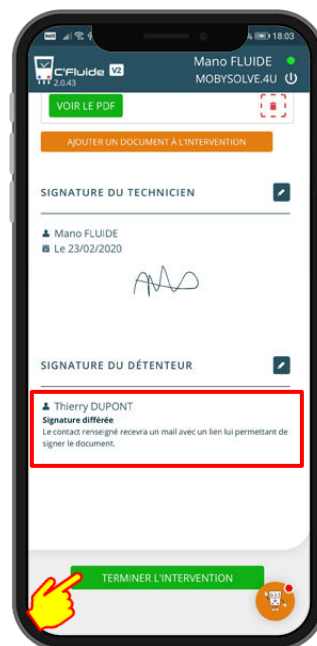 18:03
C'Fluide V2
2.0.43
Mano FLUIDE
MOBYSOLVE.4U
VOIR LE PDF
AJOUTER UN DOCUMENT À L'INTERVENTION
SIGNATURE DU TECHNICIEN
Mano FLUIDE
Le 23/02/2020
SIGNATURE DU DÉTENTEUR
Thierry DUPONT
Signature différée
Le contact renseigné recevra un mail avec un lien lui permettant de
signer le document.
TERMINER L'INTERVENTION